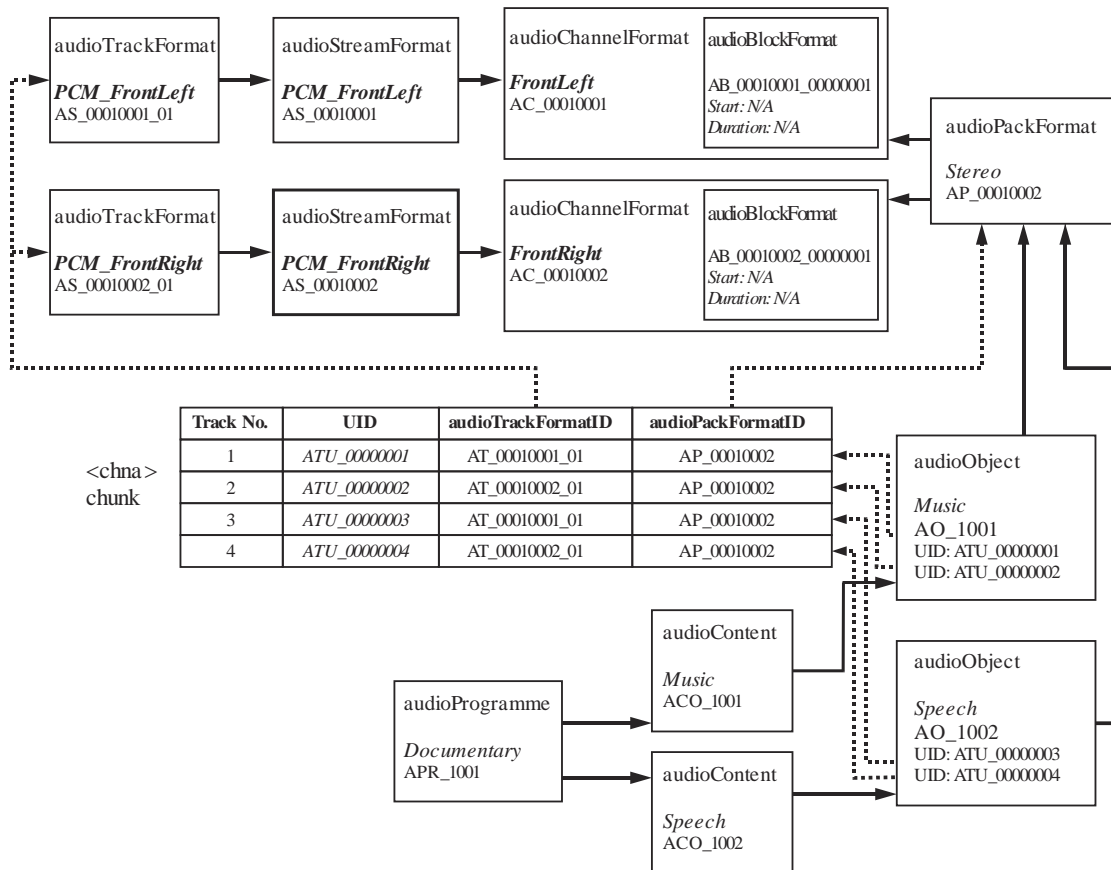 audioTrackFormat
PCM_FrontLeft
AS_00010001_01
audioStreamFormat
PCM_FrontLeft
AS_00010001
audioChannelFormat
FrontLeft
AC_00010001
audioBlockFormat
AB_00010001_00000001
Start: N/A
Duration: N/A
audioPackFormat
Stereo
AP_00010002
audioTrackFormat
PCM_FrontRight
AS_00010002_01
audioStreamFormat
PCM_FrontRight
AS_00010002
audioChannelFormat
FrontRight
AC_00010002
audioBlockFormat
AB_00010002_00000001
Start: N/A
Duration: N/A
<chna>
chunk
Track No. UID audioTrackFormatID audioPackFormatID
1 ATU_00000001 AT_00010001_01 AP_00010002
2 ATU_00000002 AT_00010002_01 AP_00010002
3 ATU_00000003 AT_00010001_01 AP_00010002
4 ATU_00000004 AT_00010002_01 AP_00010002
audioObject
Music
AO_1001
UID: ATU_00000001
UID: ATU_00000002
audioContent
Music
ACO_1001
audioObject
Speech
AO_1002
UID: ATU_00000003
UID: ATU_00000004
audioProgramme
Documentary
APR_1001
audioContent
Speech
ACO_1002